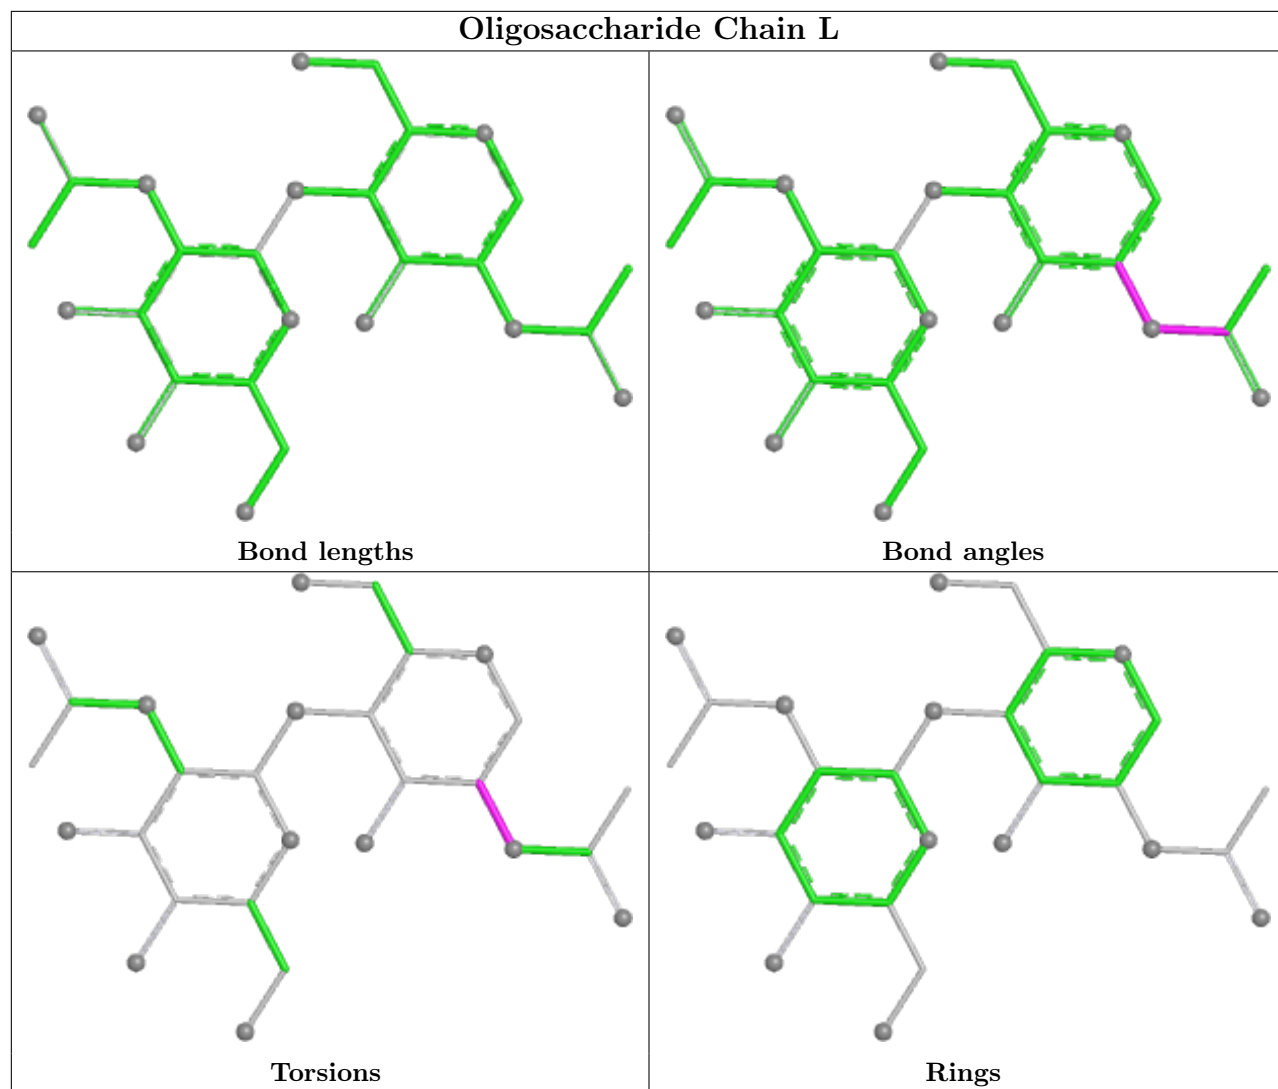 Oligosaccharide Chain L
Bond lengths
Bond angles
Torsions
Rings